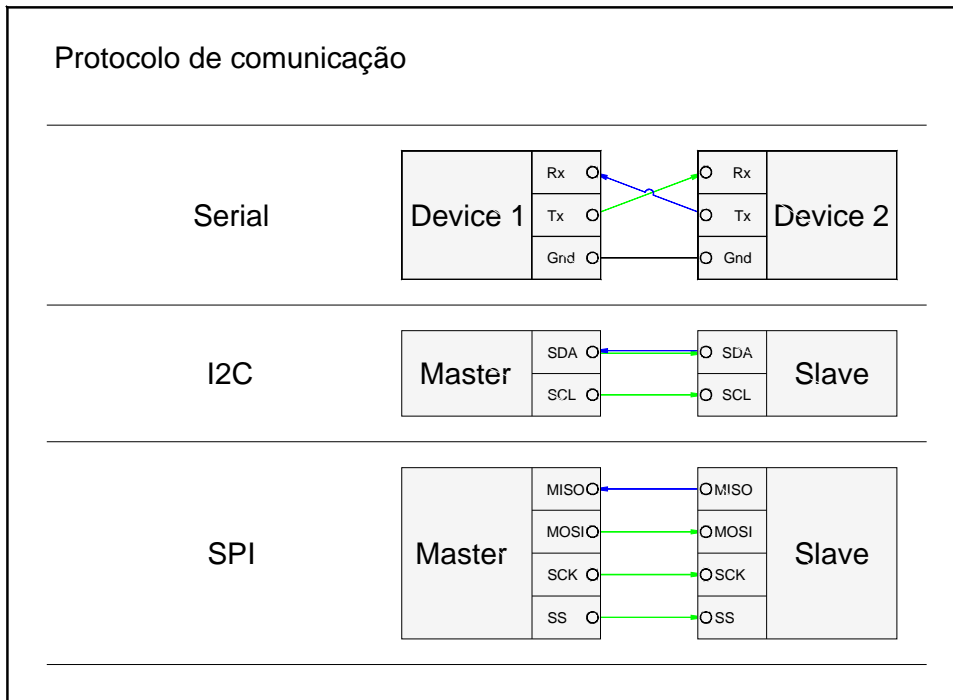 Protocolo de comunicação
Serial
Device 1
Rx
Tx
Gnd
Rx
Tx
Gnd
Device 2
I2C
Master
SDA
SCL
SDA
SCL
Slave
SPI
Master
MISO
MOSI
SCK
SS
MISO
MOSI
SCK
SS
Slave